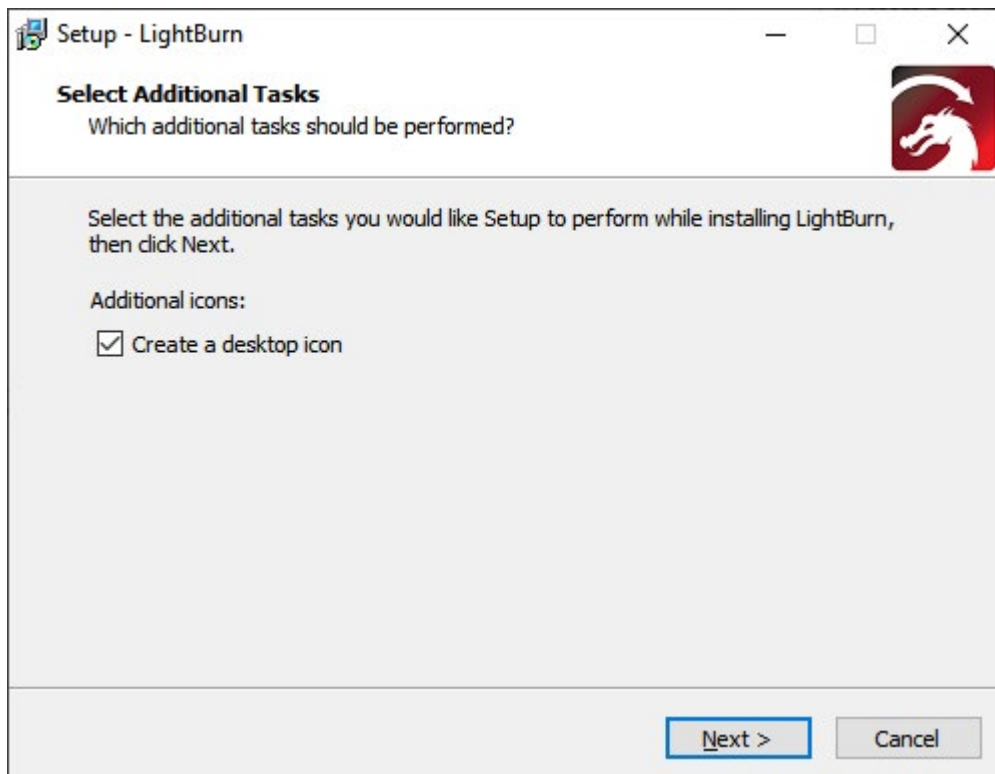 Setup - LightBurn
Select Additional Tasks
Which additional tasks should be performed?
Select the additional tasks you would like Setup to perform while installing LightBurn,
then click Next.
Additional icons:
Create a desktop icon
Next >
Cancel